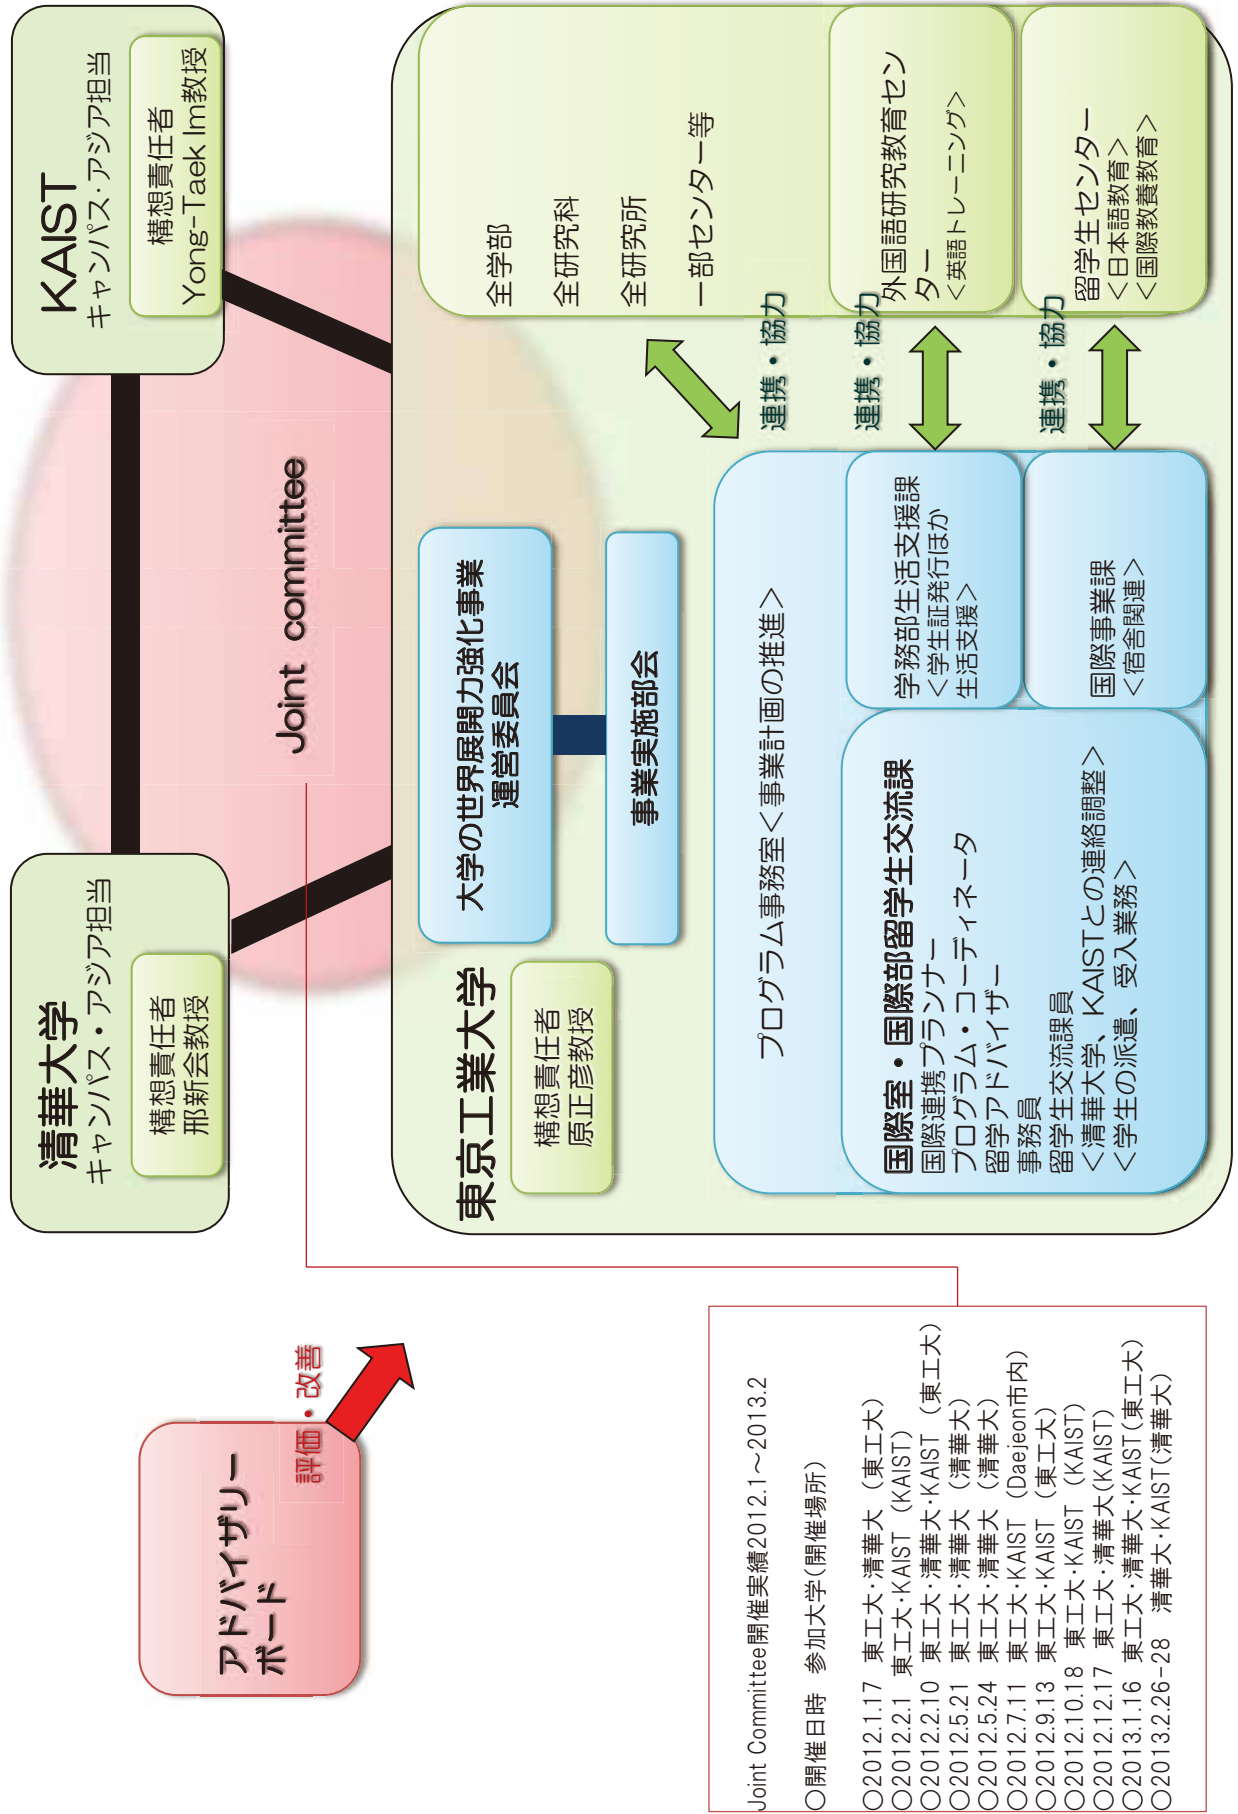 アドバイザリー
ボード
評価・改善
清華大学
キャンパス・アジア担当
構想責任者
邢新会教授
KAIST
キャンパス・アジア担当
構想責任者
Yong-Taek Im教授
Joint committee
東京工業大学
構想責任者
原正彦教授
大学の世界展開力強化事業
運営委員会
事業実施部会
全学部
全研究科
全研究所
一部センター等
連携・協力
プログラム事務室＜事業計画の推進＞
国際室・国際部留学生交流課
国際連携プランナー
プログラム・コーディネータ
留学アドバイザー
事務員
留学生交流課員
＜清華大学、KAISTとの連絡調整＞
＜学生の派遣、受入業務＞
学務部生活支援課
＜学生証発行ほか
生活支援＞
連携・協力
外国語研究教育セン
ター
＜英語トレーニング＞
国際事業課
＜宿舎関連＞
連携・協力
留学生センター
＜日本語教育＞
＜国際教養教育＞
Joint Committee開催実績2012.1～2013.2
○開催日時　参加大学(開催場所)
○2012.1.17　東工大・清華大（東工大）
○2012.2.1　東工大・KAIST（KAIST）
○2012.2.10　東工大・清華大・KAIST　（東工大）
○2012.5.21　東工大・清華大（清華大）
○2012.5.24　東工大・清華大（清華大）
○2012.7.11　東工大・KAIST　（Daejeon市内）
○2012.9.13　東工大・KAIST　（東工大）
○2012.10.18　東工大・KAIST　（KAIST）
○2012.12.17　東工大・清華大(KAIST)
○2013.1.16　東工大・清華大・KAIST(東工大)
○2013.2.26-28　清華大・KAIST(清華大)